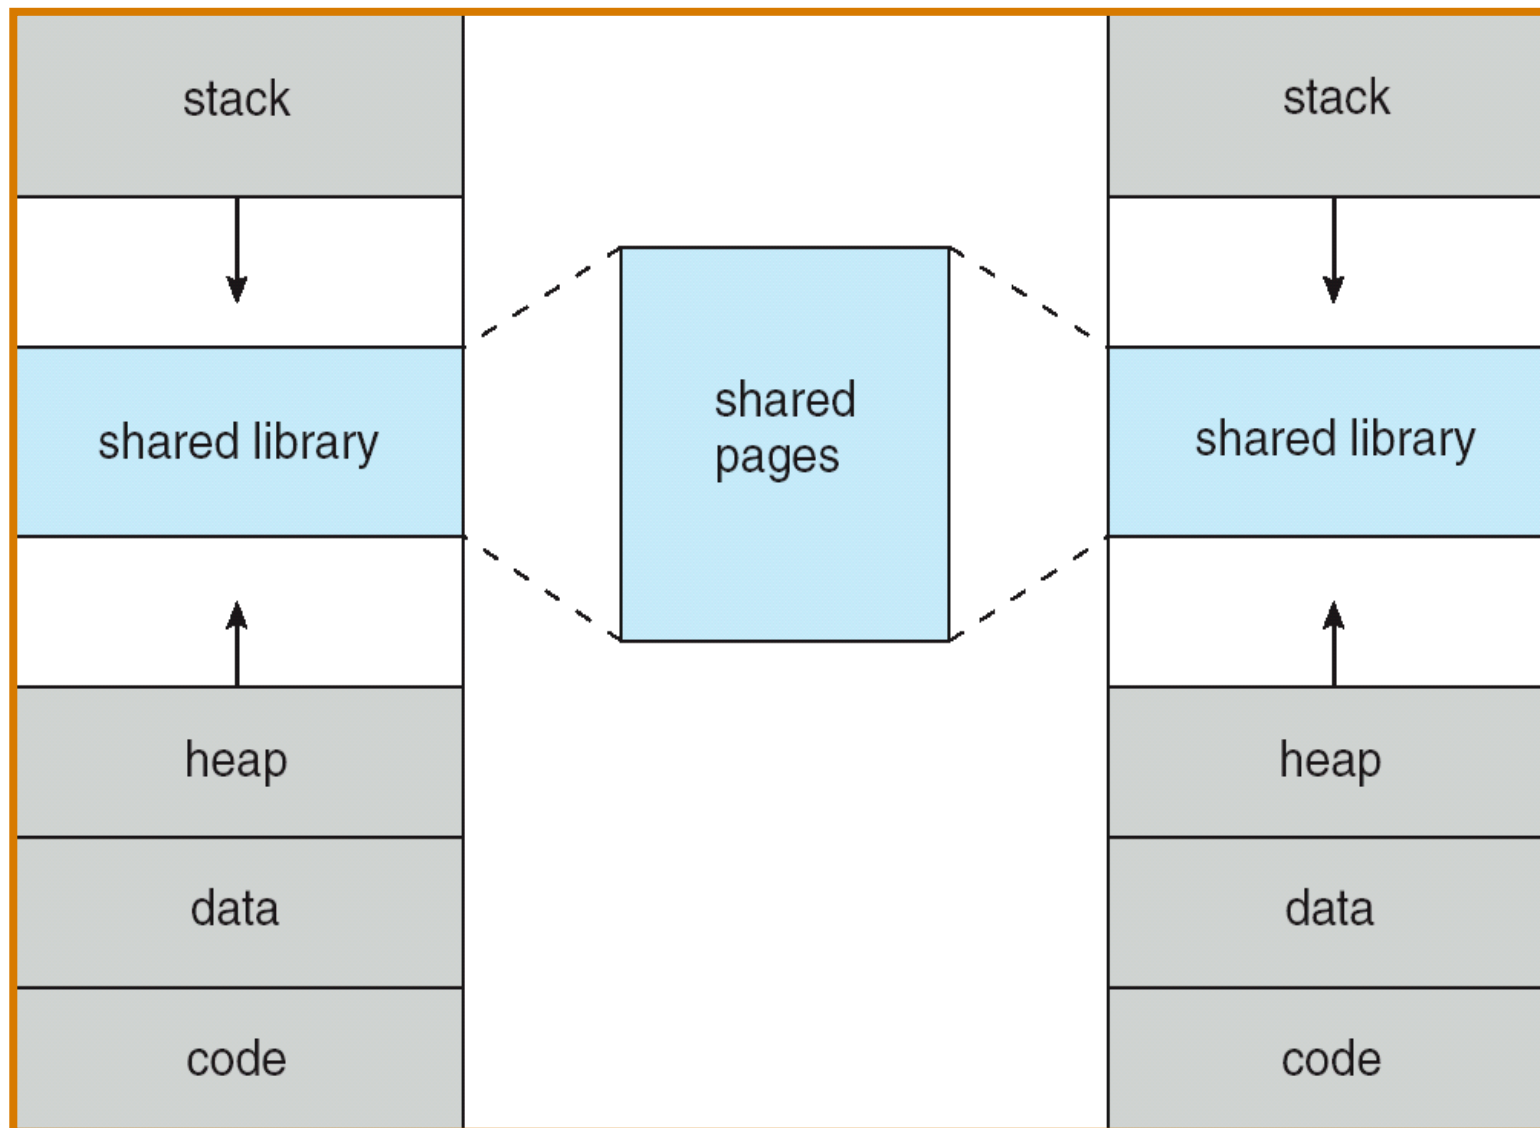 stack
shared library
heap
data
code
shared
pages
stack
shared library
heap
data
code